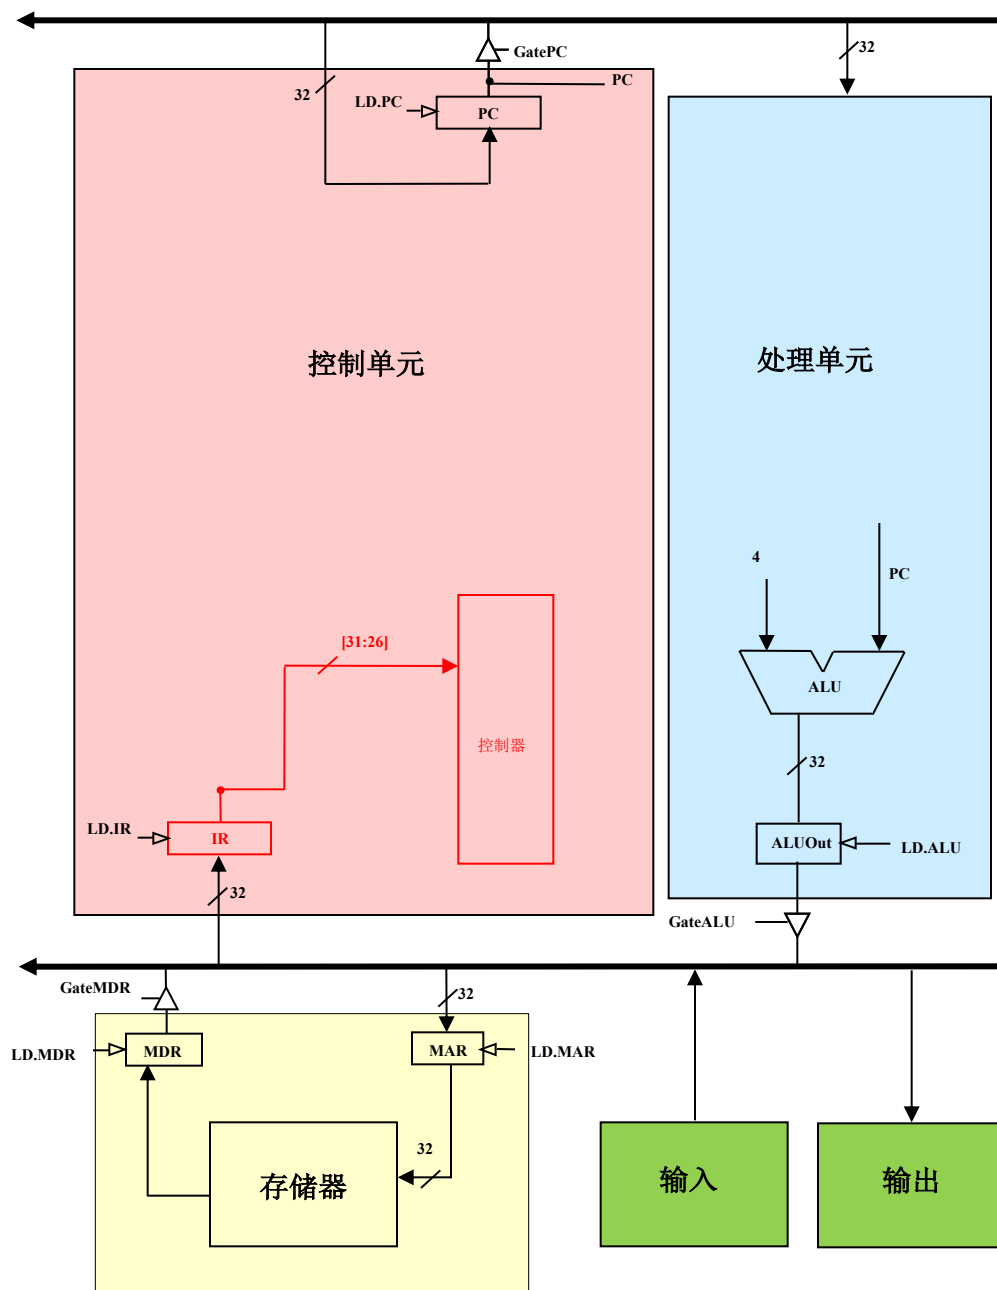 GatePC
32
32
PC
LD.PC
PC
控制单元
处理单元
4
PC
[31:26]
ALU
控制器
32
LD.IR
IR
ALUOut
LD.ALU
32
GateALU
GateMDR
32
LD.MDR
MDR
MAR
LD.MAR
32
存储器
输入
输出